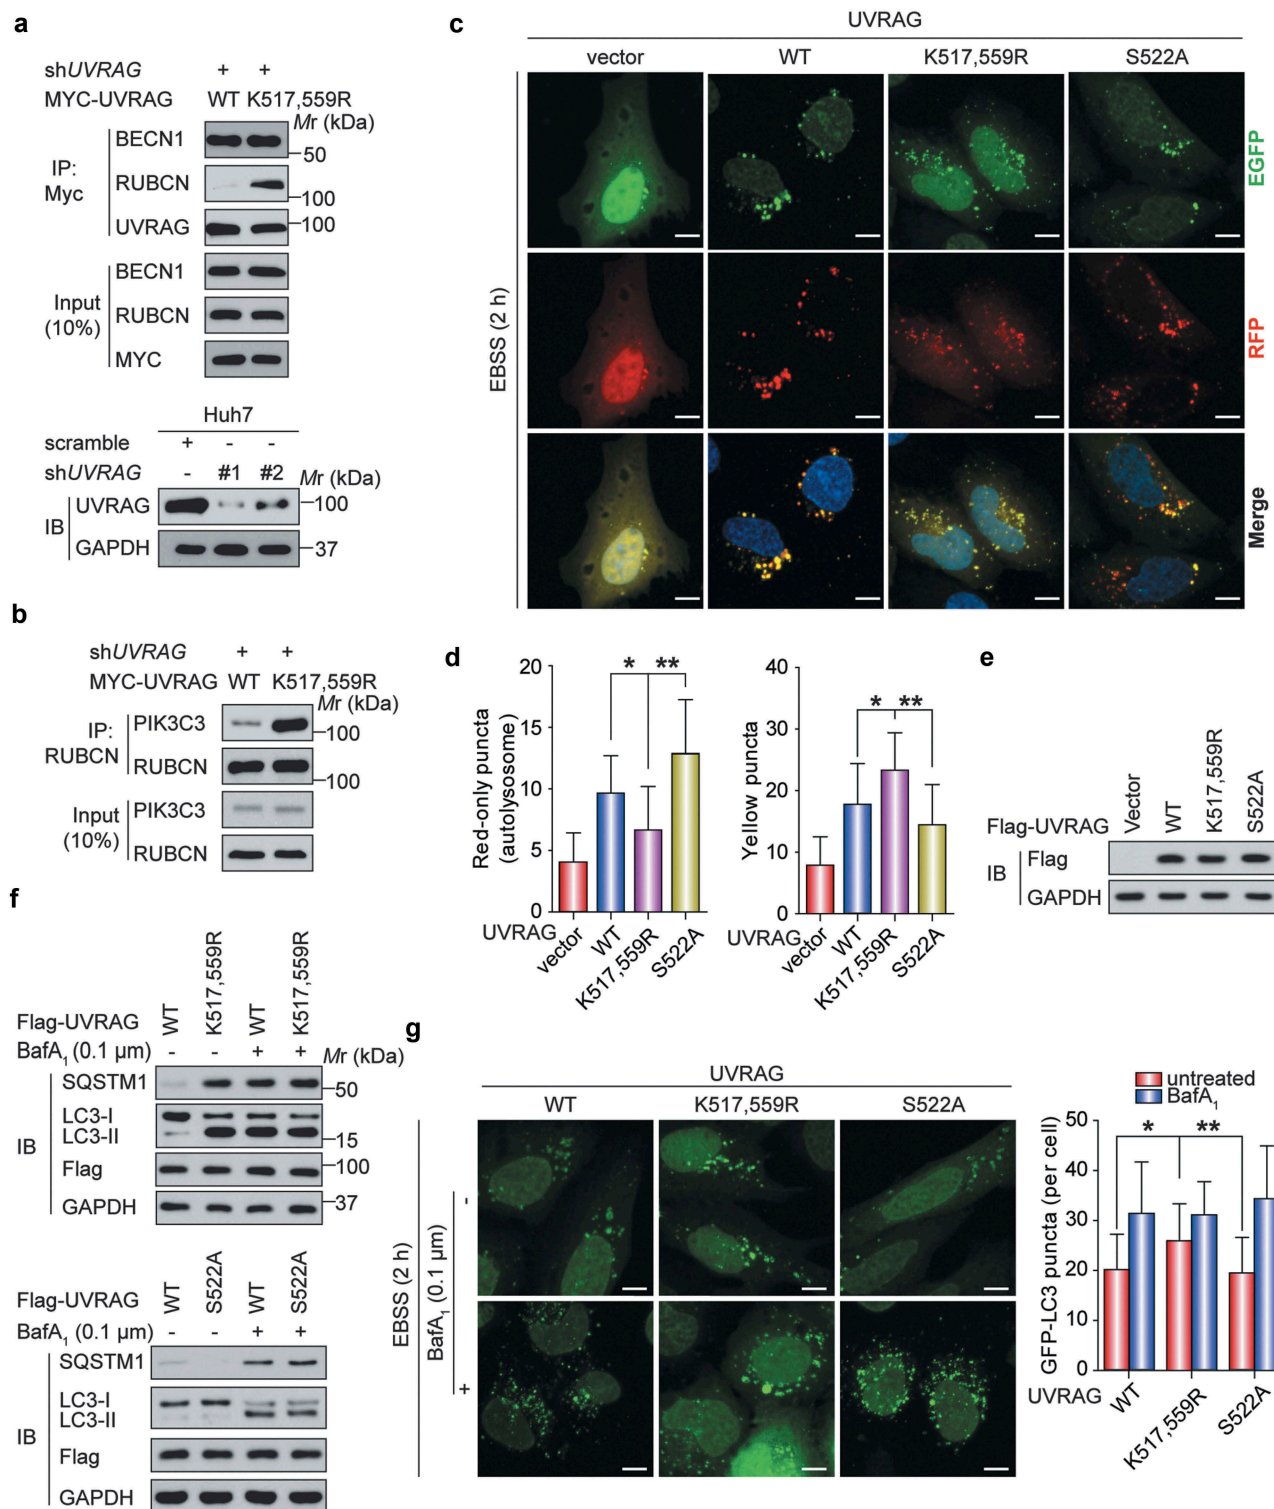 a
shUVRAG + +
MYC-UVRAG WT K517,559R
Mr (kDa)
IP: Myc
BECN1
50
RUBCN
100
UVRAG
100
Input (10%)
BECN1
RUBCN
MYC
Huh7
scramble + - -
shUVRAG - #1 #2 Mr (kDa)
IB
UVRAG 100
GAPDH 37
b
shUVRAG + +
MYC-UVRAG WT K517,559R
Mr (kDa)
IP: RUBCN
PIK3C3
100
RUBCN
100
Input (10%)
PIK3C3
RUBCN
c
UVRAG
vector WT K517,559R S522A
EBSS (2 h)
EGFP
RFP
Merge
d
Red-only puncta
(autolysosome)
20
15
10
5
0
* **
UVRAG
vector WT K517,559R S522A
Yellow puncta
40
30
20
10
0
* **
UVRAG
vector WT K517,559R S522A
e
Flag-UVRAG
Vector WT K517,559R S522A
IB
Flag
GAPDH
f
Flag-UVRAG WT K517,559R WT K517,559R
BafA1 (0.1 µm) - - + + Mr (kDa)
IB
SQSTM1 50
LC3-I
LC3-II 15
Flag 100
GAPDH 37
Flag-UVRAG WT S522A WT S522A
BafA1 (0.1 µm) - - + +
IB
SQSTM1
LC3-I
LC3-II
Flag
GAPDH
g
UVRAG
WT K517,559R S522A
EBSS (2 h)
BafA1 (0.1 µm)
-
+
untreated
BafA1
GFP-LC3 puncta (per cell)
50
40
30
20
10
0
* **
UVRAG
WT K517,559R S522A